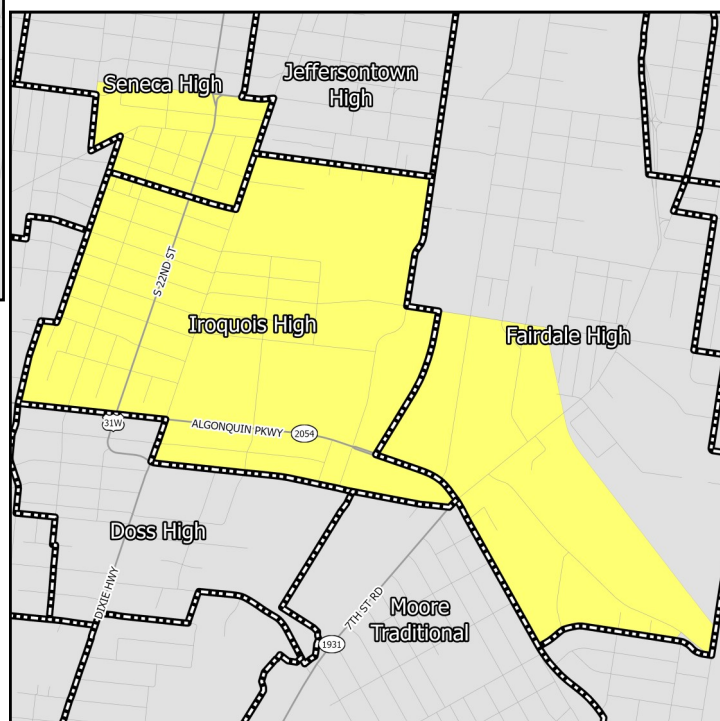 Seneca High
Jeffersontown
High
S 22ND ST
Iroquois High
Fairdale High
31W
ALGONQUIN PKWY
2054
Doss High
DIXIE HWY
7TH ST RD
Moore
Traditional
1931